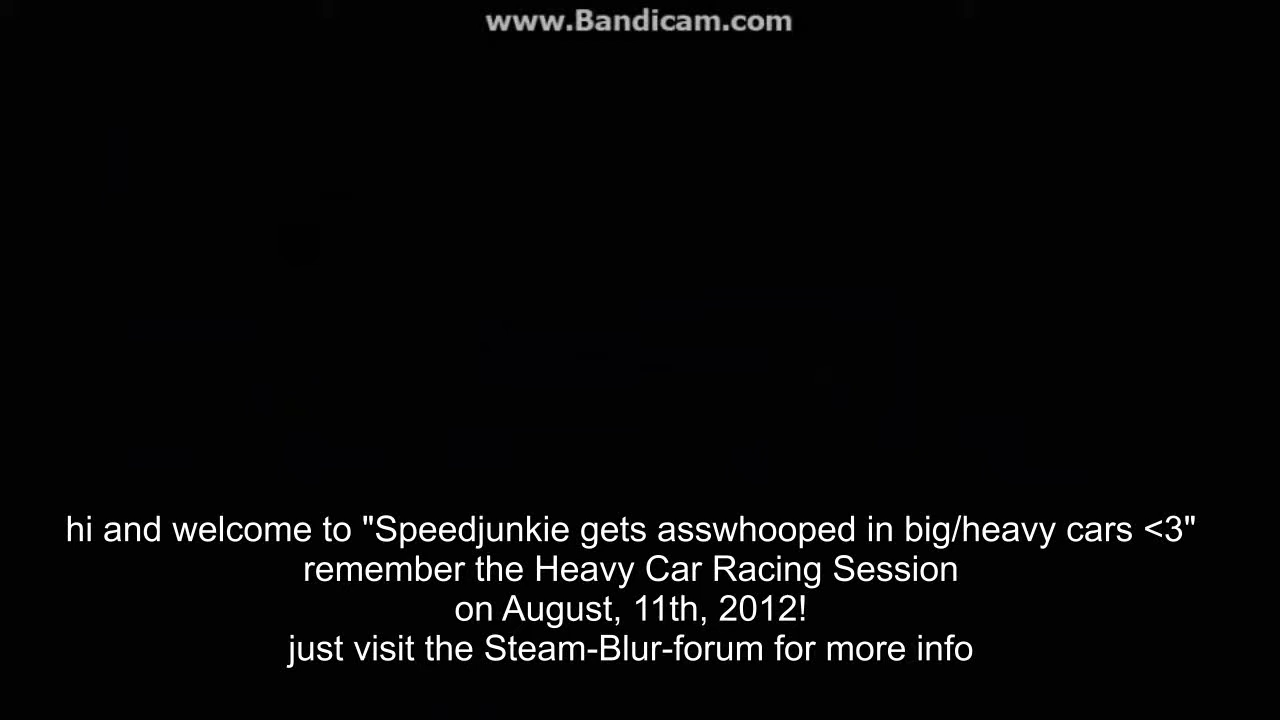 www.Bandicam.com
hi and welcome to "Speedjunkie gets asswhooped in big/heavy cars <3"
remember the Heavy Car Racing Session
on August, 11th, 2012!
just visit the Steam-Blur-forum for more info